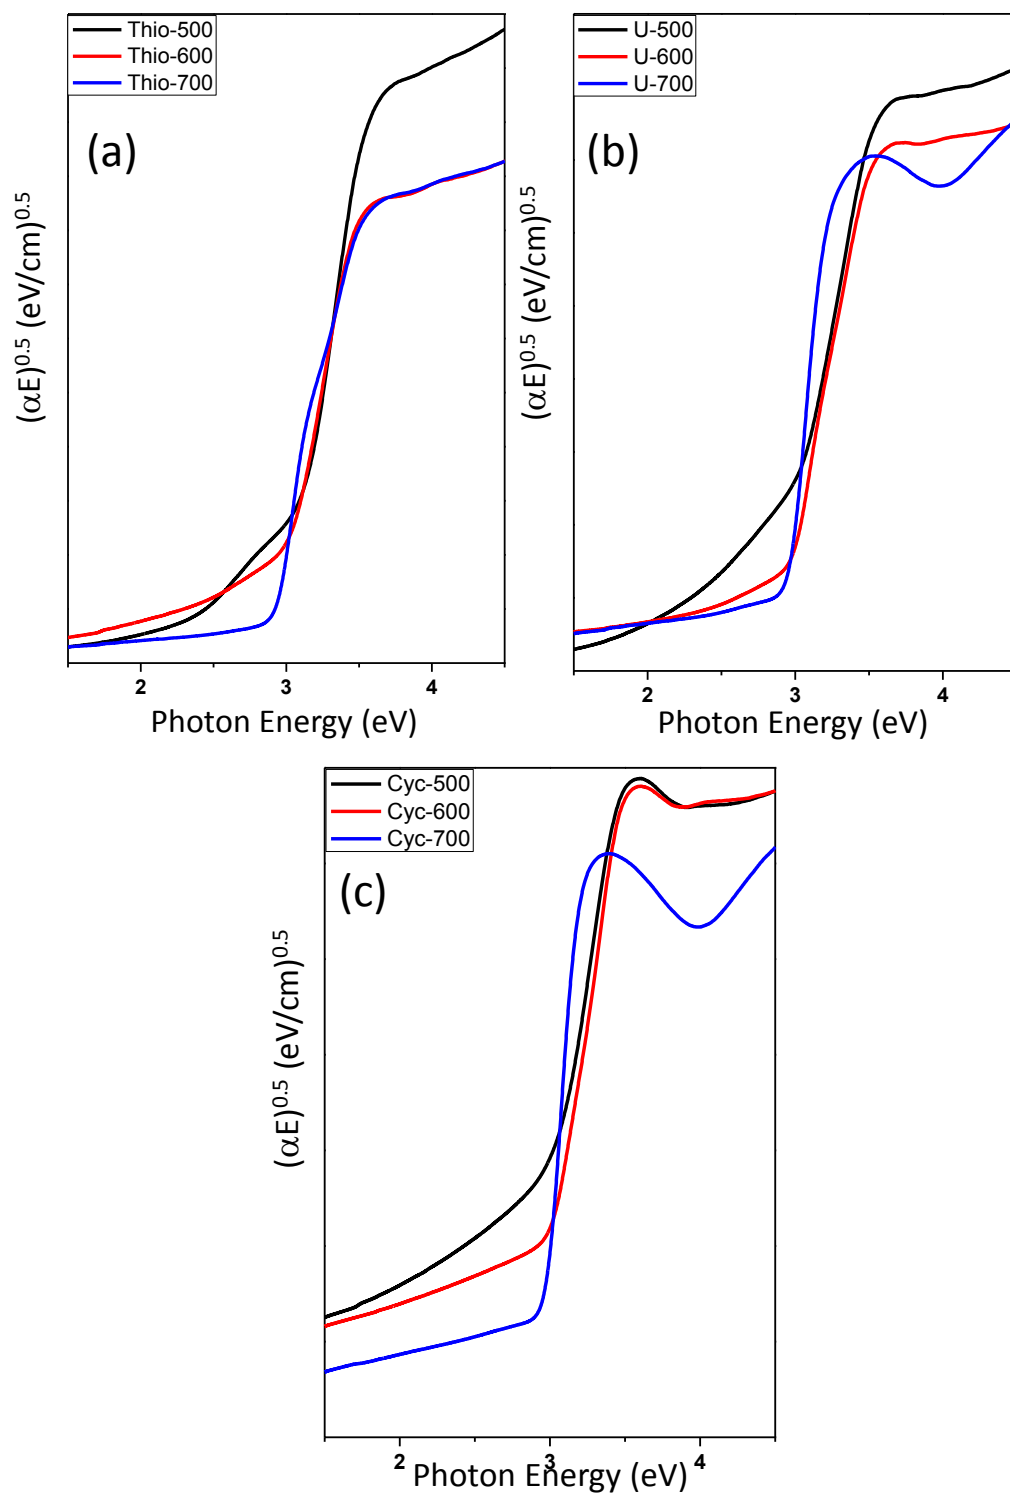 Thio-500
Thio-600
Thio-700
(a)
(αE)^0.5 (eV/cm)^0.5
2 3 4
Photon Energy (eV)
U-500
U-600
U-700
(b)
(αE)^0.5 (eV/cm)^0.5
2 3 4
Photon Energy (eV)
Cyc-500
Cyc-600
Cyc-700
(c)
(αE)^0.5 (eV/cm)^0.5
2 3 4
Photon Energy (eV)